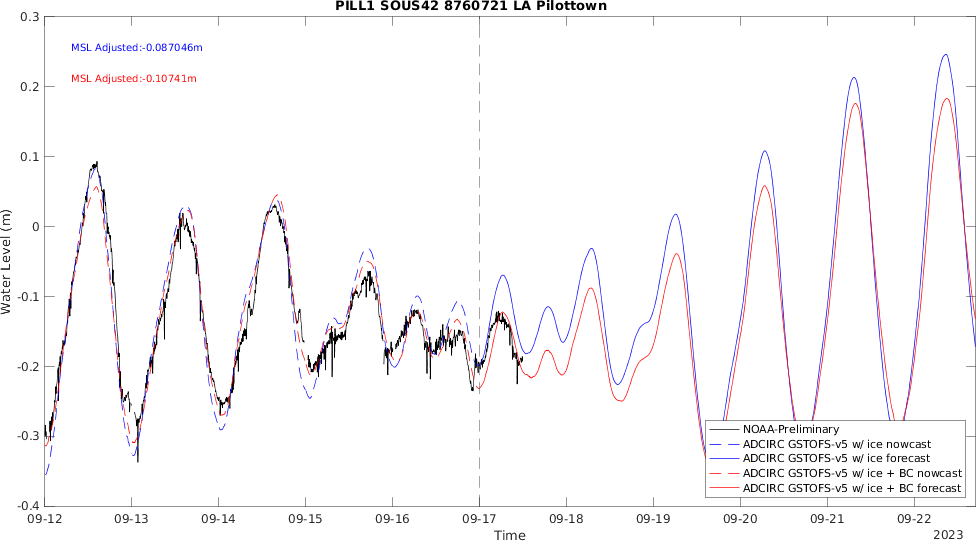 PILL1 SOUS42 8760721 LA Pilottown
MSL Adjusted:-0.087046m
MSL Adjusted:-0.10741m
Water Level (m)
0.3
0.2
0.1
0
-0.1
-0.2
-0.3
-0.4
NOAA-Preliminary
ADCIRC GSTOFS-v5 w/ ice nowcast
ADCIRC GSTOFS-v5 w/ ice forecast
ADCIRC GSTOFS-v5 w/ ice + BC nowcast
ADCIRC GSTOFS-v5 w/ ice + BC forecast
09-12 09-13 09-14 09-15 09-16 09-17 09-18 09-19 09-20 09-21 09-22
Time
2023